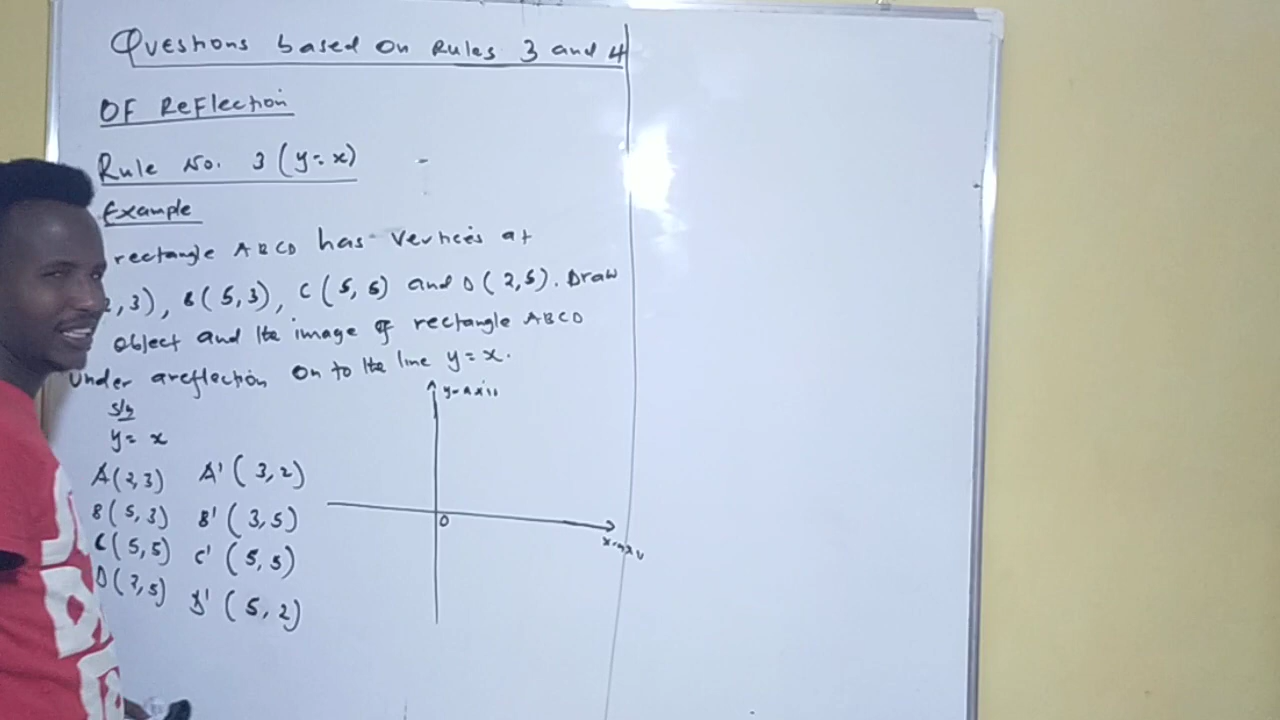 Questions based on Rules 3 and 4
OF Reflection
Rule No. 3 (y=x)
Example
rectangle ABCD has vertices at
,3), B(5,3), C(5,5) and D(2,5). Draw
object and the image of rectangle ABCD
under a reflection on to the line y=x.
Sln
y= x
y-axis
A(2,3) A'(3,2)
B(5,3) B'(3,5)
O
x-axis
C(5,5) C'(5,5)
D(2,5) D'(5,2)